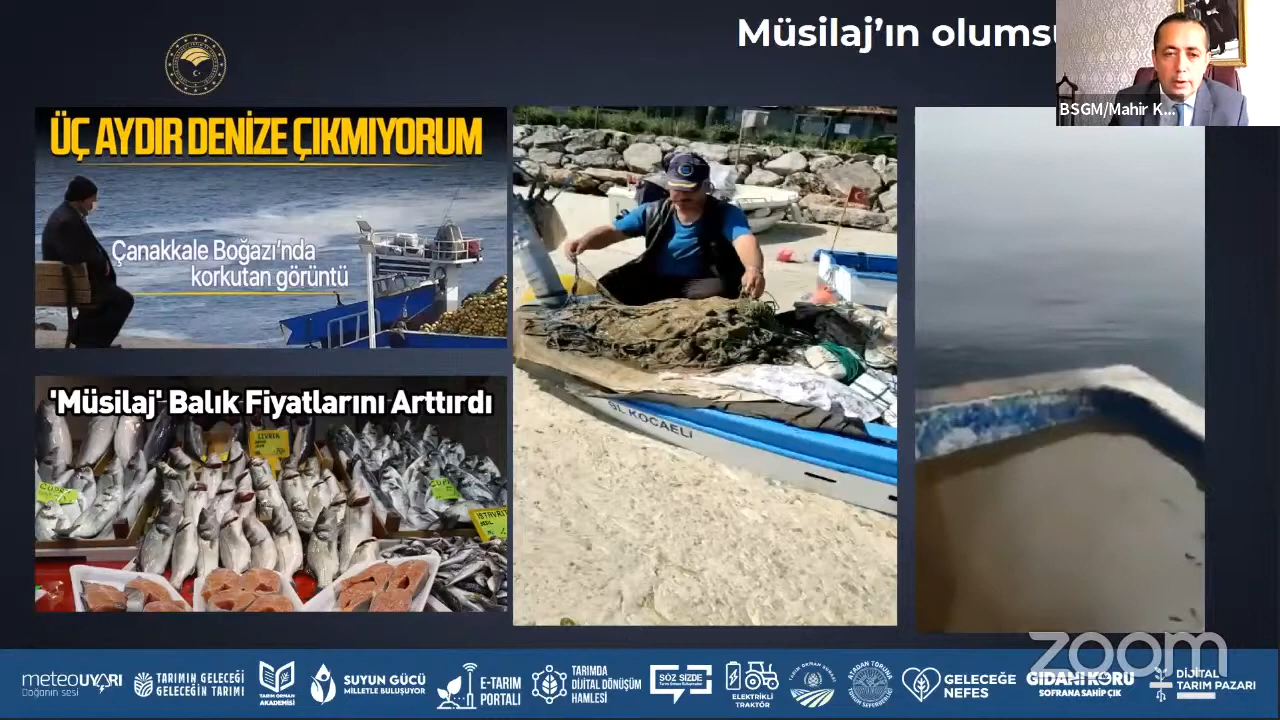 Müsilaj’ın olumsu
BSGM/Mahir K...
ÜÇ AYDIR DENİZE ÇIKMIYORUM
Çanakkale Boğazı’nda
korkutan görüntü
'Müsilaj' Balık Fiyatlarını Arttırdı
LEVREK
İSTAVRİT
SL KOCAELİ
zoom
meteoUYARI
Doğanın sesi
TARIMIN GELECEĞİ
GELECEĞİN TARIMI
TARIM ORMAN
AKADEMİSİ
SUYUN GÜCÜ
MİLLETLE BULUŞUYOR
E-TARIM
PORTALI
TARIMDA
DİJİTAL DÖNÜŞÜM
HAMLESİ
SÖZ SİZDE
ELEKTRİKLİ
TRAKTÖR
GELECEĞE
NEFES
GIDANI KORU
SOFRANA SAHİP ÇIK
DİJİTAL
TARIM PAZARI